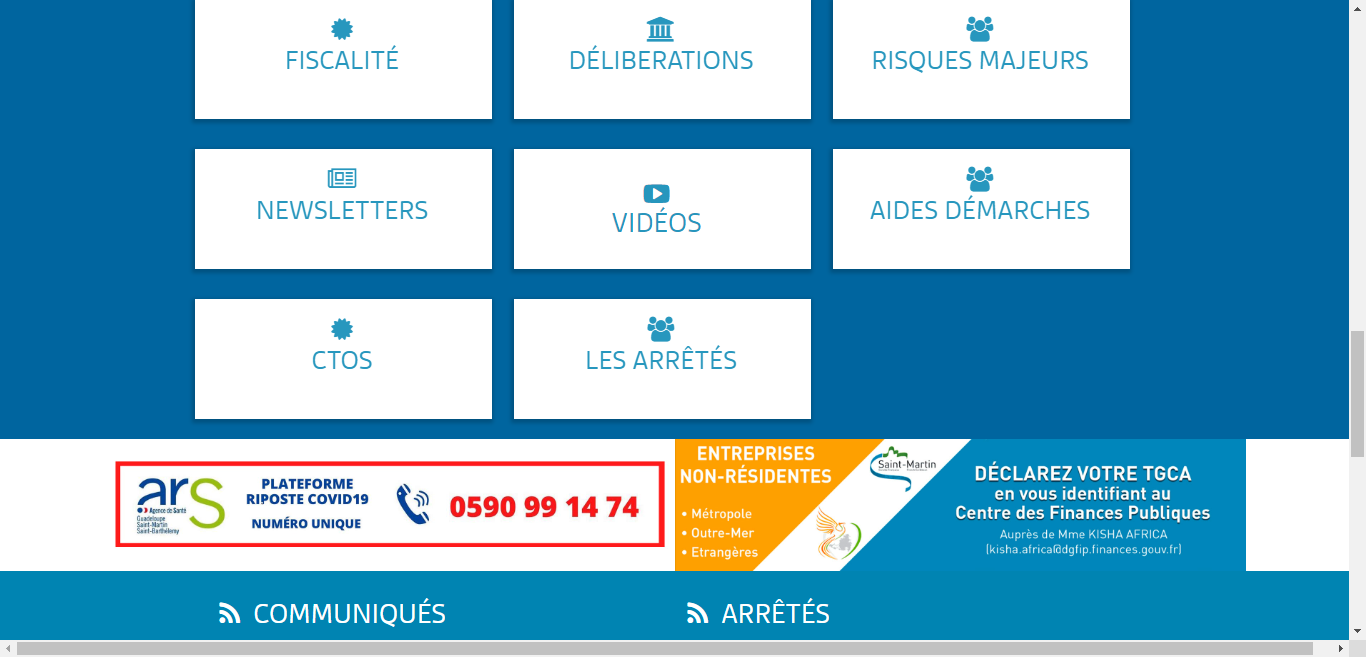 FISCALITÉ
DÉLIBERATIONS
RISQUES MAJEURS
NEWSLETTERS
VIDÉOS
AIDES DÉMARCHES
CTOS
LES ARRÊTÉS
ars
Agence de Santé
Guadeloupe
Saint-Martin
Saint-Barthélemy
PLATEFORME
RIPOSTE COVID19
NUMÉRO UNIQUE
0590 99 14 74
ENTREPRISES
NON-RÉSIDENTES
• Métropole
• Outre-Mer
• Etrangères
Saint-Martin
DÉCLAREZ VOTRE TGCA
en vous identifiant au
Centre des Finances Publiques
Auprès de Mme KISHA AFRICA
(kisha.africa@dgfip.finances.gouv.fr)
COMMUNIQUÉS
ARRÊTÉS